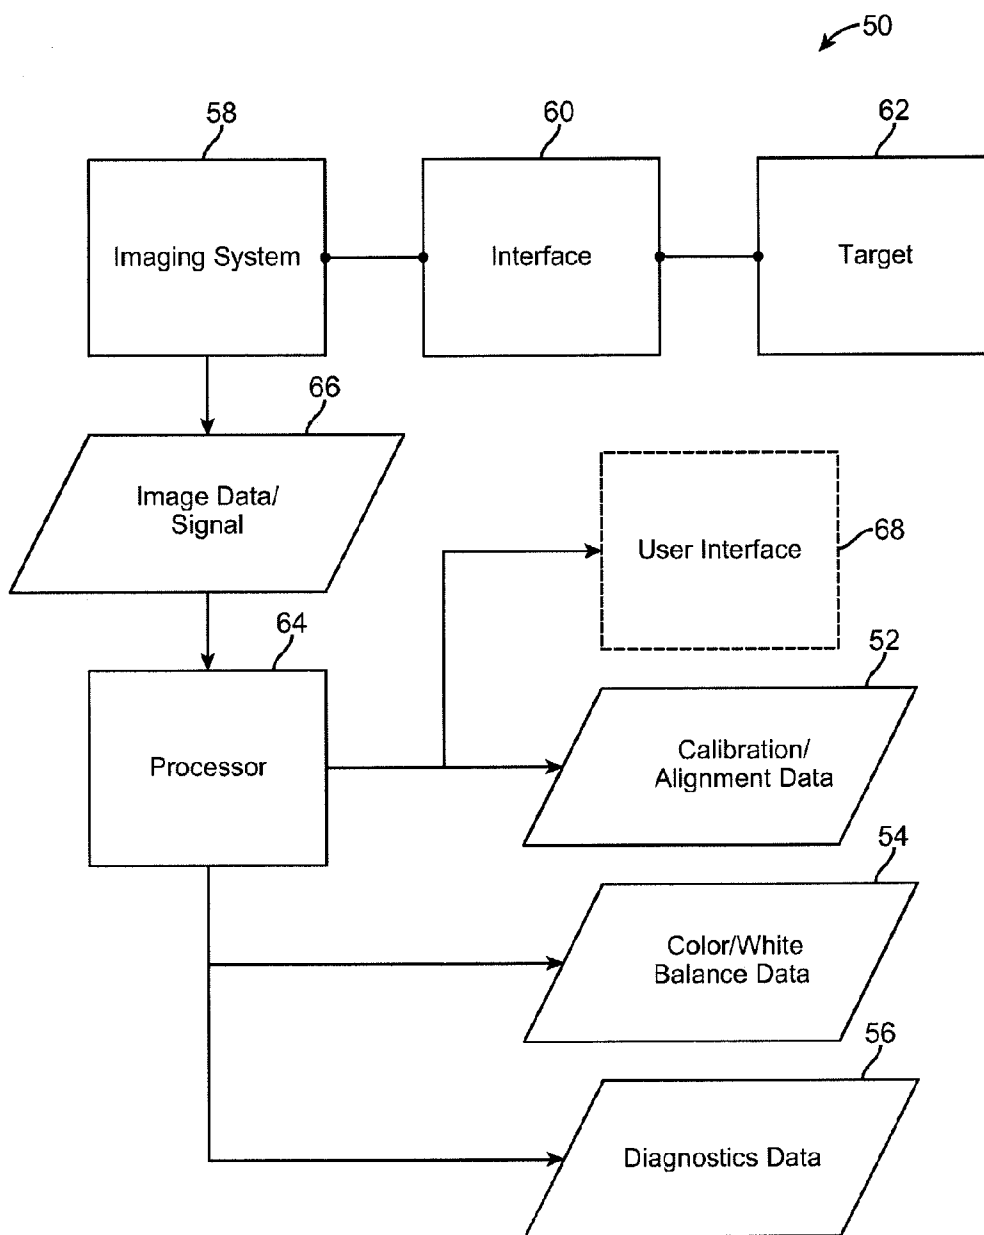 50
58
60
62
Imaging System
Interface
Target
66
Image Data/
Signal
User Interface
68
64
Processor
52
Calibration/
Alignment Data
54
Color/White
Balance Data
56
Diagnostics Data